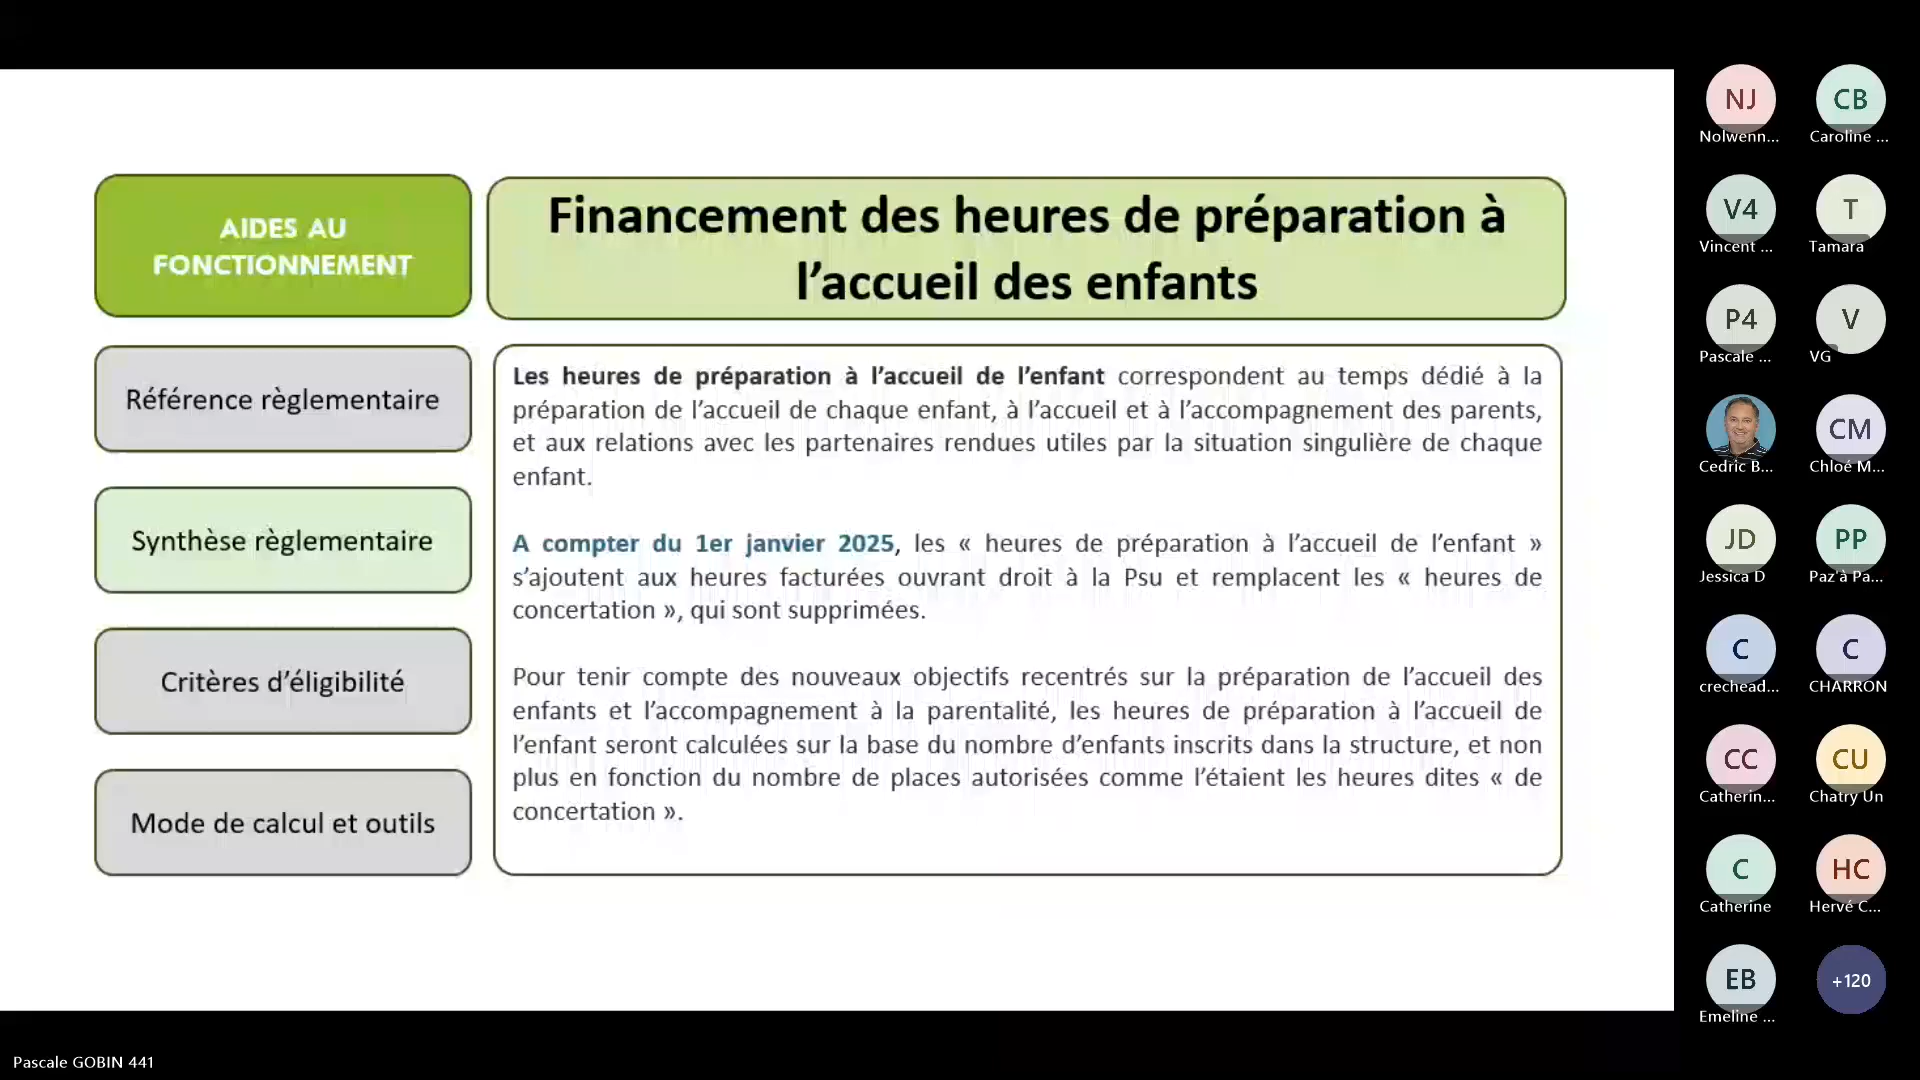 AIDES AU
FONCTIONNEMENT
Financement des heures de préparation à
l’accueil des enfants
Référence règlementaire
Synthèse règlementaire
Critères d’éligibilité
Mode de calcul et outils
Les heures de préparation à l’accueil de l’enfant correspondent au temps dédié à la
préparation de l’accueil de chaque enfant, à l’accueil et à l’accompagnement des parents,
et aux relations avec les partenaires rendues utiles par la situation singulière de chaque
enfant.
A compter du 1er janvier 2025, les « heures de préparation à l’accueil de l’enfant »
s’ajoutent aux heures facturées ouvrant droit à la Psu et remplacent les « heures de
concertation », qui sont supprimées.
Pour tenir compte des nouveaux objectifs recentrés sur la préparation de l’accueil des
enfants et l’accompagnement à la parentalité, les heures de préparation à l’accueil de
l’enfant seront calculées sur la base du nombre d’enfants inscrits dans la structure, et non
plus en fonction du nombre de places autorisées comme l’étaient les heures dites « de
concertation ».
NJ
Nolwenn...
CB
Caroline ...
V4
Vincent ...
T
Tamara
P4
Pascale ...
V
VG
Cedric B...
CM
Chloé M...
JD
Jessica D
PP
Paz'à Pa...
C
crechead...
C
CHARRON
CC
Catherin...
CU
Chatry Un
C
Catherine
HC
Hervé C...
EB
Emeline ...
+120
Pascale GOBIN 441